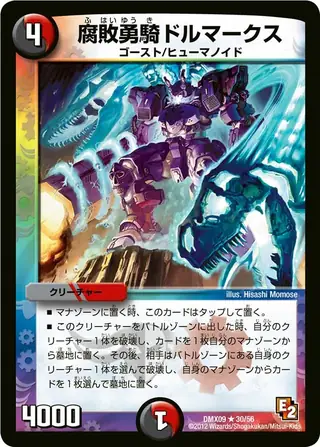 4
ふはいゆうき
腐敗勇騎ドルマークス
ゴースト/ヒューマノイド
illus. Hisashi Momose
クリーチャー
■ マナゾーンに置く時、このカードはタップして置く。
■ このクリーチャーをバトルゾーンに出した時、自分のクリーチャー1体を破壊し、カードを1枚自分のマナゾーンから墓地に置く。その後、相手はバトルゾーンにある自身のクリーチャー1体を選んで破壊し、カードを1枚自身のマナゾーンから選んで墓地に置く。
4000
1
E2
DMX09 ★ 30/56
©2012 Wizards/Shogakukan/Mitsui-Kids